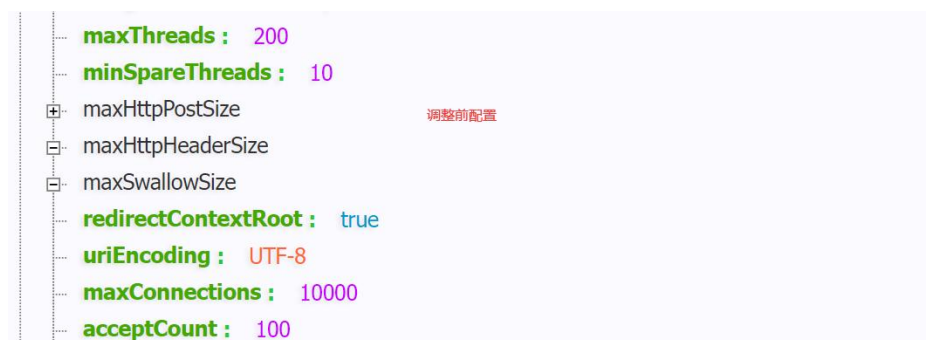 maxThreads : 200
minSpareThreads : 10
maxHttpPostSize
调整前配置
maxHttpHeaderSize
maxSwallowSize
redirectContextRoot : true
uriEncoding : UTF-8
maxConnections : 10000
acceptCount : 100